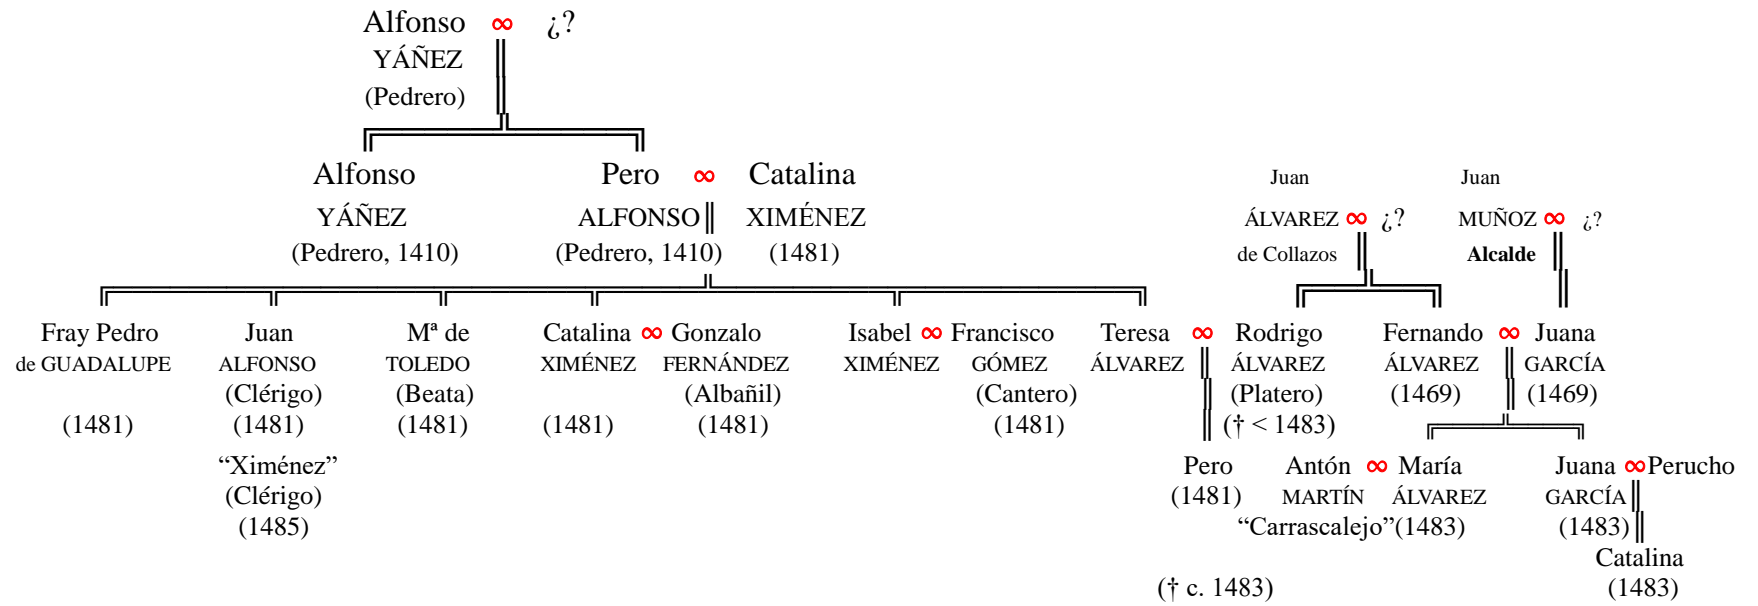 Alfonso ∞ ¿?
YÁÑEZ
(Pedrero)
Alfonso Pero ∞ Catalina
YÁÑEZ ALFONSO XIMÉNEZ
(Pedrero, 1410) (Pedrero, 1410) (1481)
Juan Juan
ÁLVAREZ ∞ ¿? MUÑOZ ∞ ¿?
de Collazos Alcalde
Fray Pedro Juan Mª de Catalina ∞ Gonzalo Isabel ∞ Francisco Teresa ∞ Rodrigo Fernando ∞ Juana
de GUADALUPE ALFONSO TOLEDO XIMÉNEZ FERNÁNDEZ XIMÉNEZ GÓMEZ ÁLVAREZ ÁLVAREZ ÁLVAREZ GARCÍA
(Clérigo) (Beata) (Albañil) (Cantero) (Platero) (1469) (1469)
(1481) (1481) (1481) (1481) (1481) (1481) († < 1483)
“Ximénez” Pero Antón ∞ María Juana ∞ Perucho
(Clérigo) (1481) MARTÍN ÁLVAREZ GARCÍA
(1485) “Carrascalejo” (1483) (1483)
Catalina
(† c. 1483) (1483)